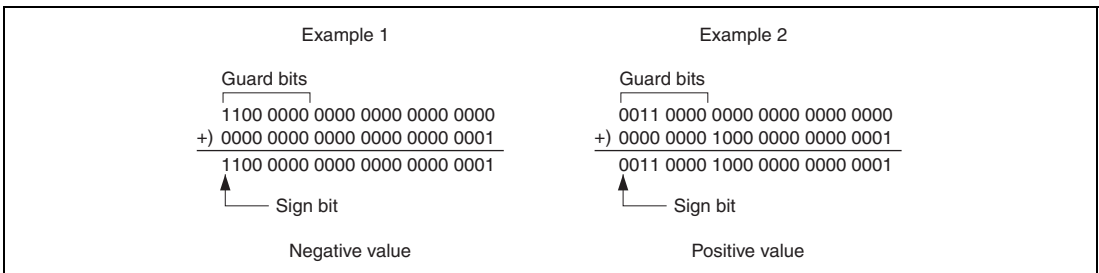 Example 1
Guard bits
1100 0000 0000 0000 0000 0000
+) 0000 0000 0000 0000 0000 0001
1100 0000 0000 0000 0000 0001
Sign bit
Negative value
Example 2
Guard bits
0011 0000 0000 0000 0000 0000
+) 0000 0000 1000 0000 0000 0001
0011 0000 1000 0000 0000 0001
Sign bit
Positive value